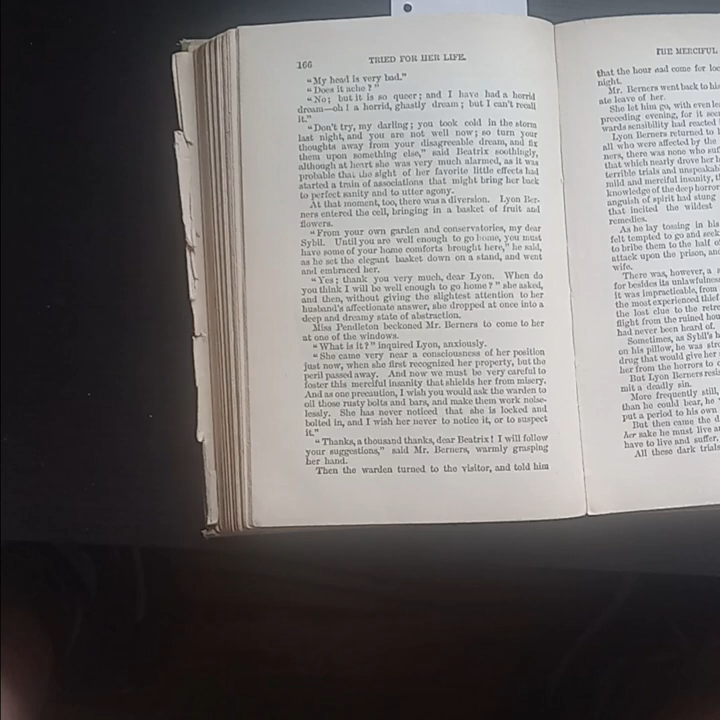 166
TRIED FOR HER LIFE.
"My head is very bad."
"Does it ache?"
"No; but it is so queer; and I have had a horrid
dream—oh! a horrid, ghastly dream; but I can't recall
it."
"Don't try, my darling; you took cold in the storm
last night, and you are not well now; so turn your
thoughts away from your disagreeable dream, and fix
them upon something else," said Beatrix soothingly,
although at heart she was very much alarmed, as it was
probable that the sight of her favorite little effects had
started a train of associations that might bring her back
to perfect sanity and to utter agony.
At that moment, too, there was a diversion. Lyon Ber-
ners entered the cell, bringing in a basket of fruit and
flowers.
"From your own garden and conservatories, my dear
Sybil. Until you are well enough to go home, you must
have some of your home comforts brought here," he said,
as he set the elegant basket down on a stand, and went
and embraced her.
"Yes; thank you very much, dear Lyon. When do
you think I will be well enough to go home?" she asked,
and then, without giving the slightest attention to her
husband's affectionate answer, she dropped at once into a
deep and dreamy state of abstraction.
Miss Pendleton beckoned Mr. Berners to come to her
at one of the windows.
"What is it?" inquired Lyon, anxiously.
"She came very near a consciousness of her position
just now, when she first recognized her property, but the
peril passed away. And now we must be very careful to
foster this merciful insanity that shields her from misery.
And as one precaution, I wish you would ask the warden to
oil those rusty bolts and bars, and make them work noise-
lessly. She has never noticed that she is locked and
bolted in, and I wish her never to notice it, or to suspect
it."
"Thanks, a thousand thanks, dear Beatrix! I will follow
your suggestions," said Mr. Berners, warmly grasping
her hand.
Then the warden turned to the visitor, and told him
THE MERCIFUL
that the hour had come for
night.
Mr. Berners went back to
ate leave of her.
She let him go, with even
preceding evening, for it
wards sensibility had reacted
Lyon Berners returned to
all who were affected by the
ners, there was none who
that which nearly drove her
terrible trials and
mild and merciful insanity,
knowledge of the deep horror
anguish of spirit had stung
that incited the wildest
remedies.
As he lay tossing in his
felt tempted to go and seek
to bribe them to the half of
attack upon the prison, and
wife.
There was, however, a
for besides its
it was impracticable, from
the most experienced
the lost clue to the
flight from the ruined
had never been heard of.
Sometimes, as Sybil's
on his pillow, he was
drug that would give her
her from the horrors to
But Lyon Berners
mit a deadly sin.
More frequently still,
than he could bear, he
put a period to his own
But then came the
her sake he must live
have to live and suffer.
All these dark trials